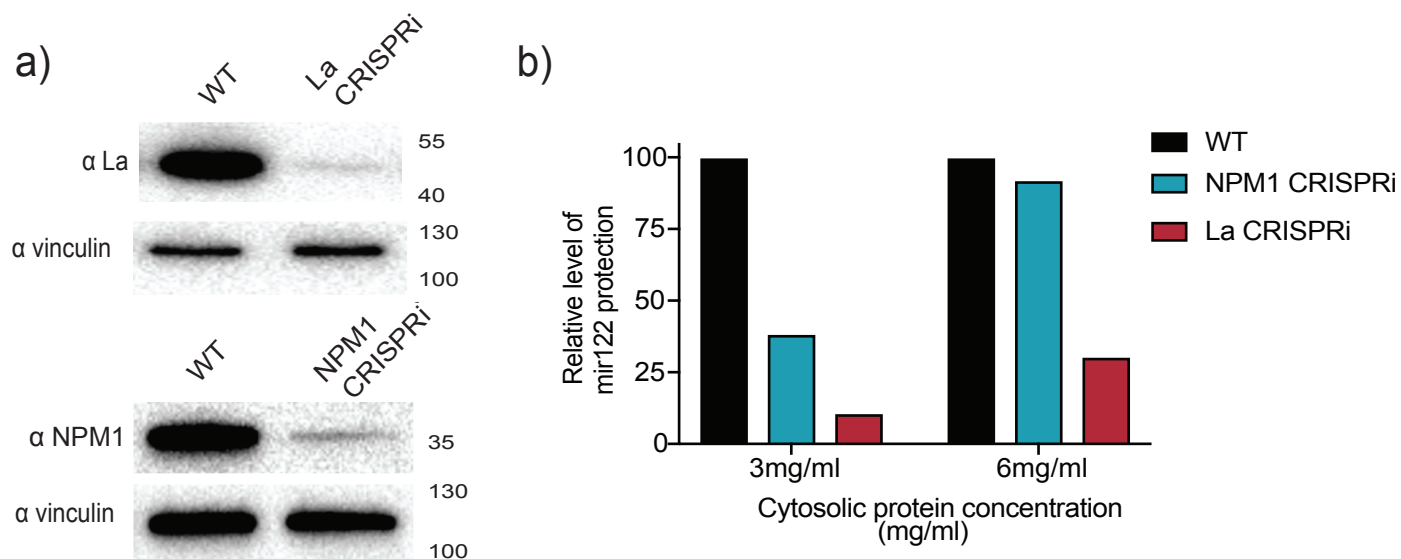 a)
WT
La
CRISPRi
α La
55
40
α vinculin
130
100
WT
NPM1
CRISPRi
α NPM1
35
α vinculin
130
100
b)
Relative level of
mir122 protection
100
75
50
25
0
3mg/ml
6mg/ml
Cytosolic protein concentration
(mg/ml)
WT
NPM1 CRISPRi
La CRISPRi